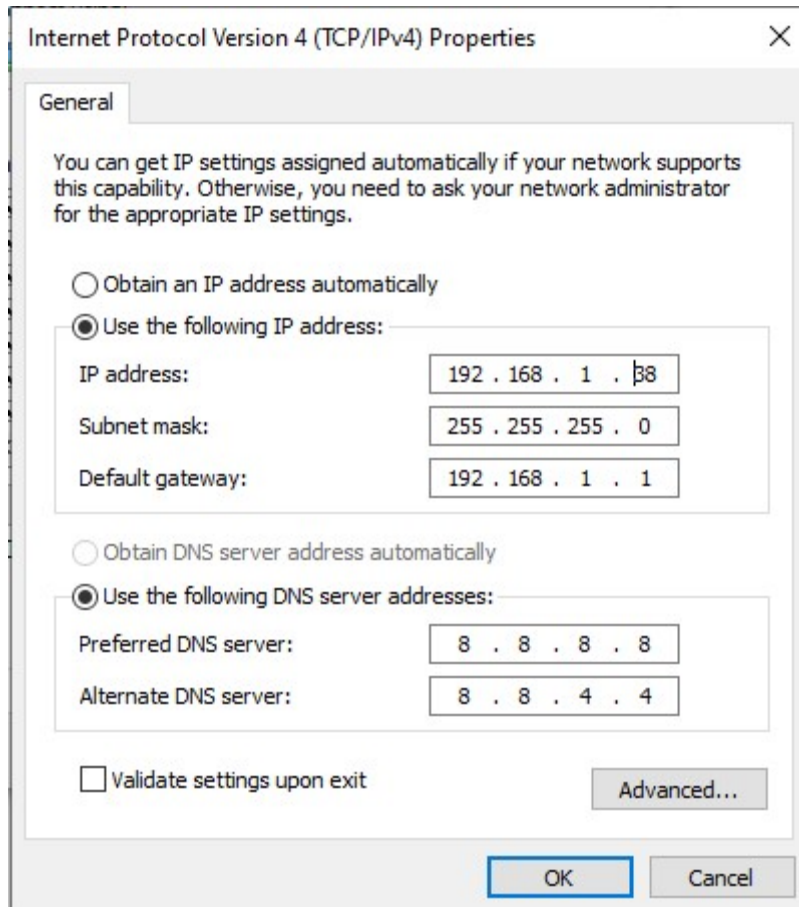 Internet Protocol Version 4 (TCP/IPv4) Properties
General
You can get IP settings assigned automatically if your network supports
this capability. Otherwise, you need to ask your network administrator
for the appropriate IP settings.
Obtain an IP address automatically
Use the following IP address:
IP address: 192 . 168 . 1 . 38
Subnet mask: 255 . 255 . 255 . 0
Default gateway: 192 . 168 . 1 . 1
Obtain DNS server address automatically
Use the following DNS server addresses:
Preferred DNS server: 8 . 8 . 8 . 8
Alternate DNS server: 8 . 8 . 4 . 4
Validate settings upon exit
Advanced...
OK Cancel